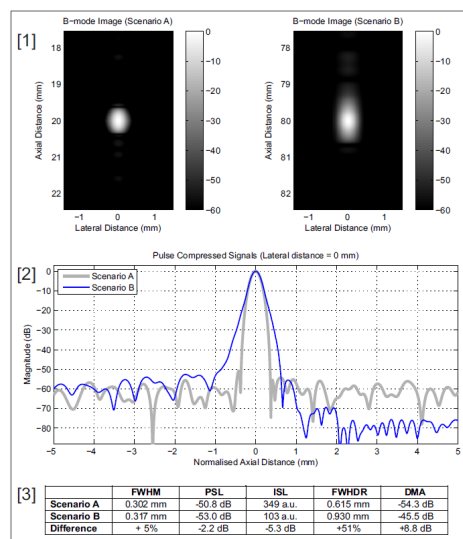 [1]
B-mode Image (Scenario A)
B-mode Image (Scenario B)
Axial Distance (mm)
18
19
20
21
22
−1 0 1
Lateral Distance (mm)
0
−10
−20
−30
−40
−50
−60
Axial Distance (mm)
78
79
80
81
82
−1 0 1
Lateral Distance (mm)
0
−10
−20
−30
−40
−50
−60
[2]
Pulse Compressed Signals (Lateral distance = 0 mm)
Scenario A
Scenario B
Magnitude (dB)
0
−10
−20
−30
−40
−50
−60
−70
−80
−5 −4 −3 −2 −1 0 1 2 3 4 5
Normalised Axial Distance (mm)
[3]
FWHM PSL ISL FWHDR DMA
Scenario A 0.302 mm -50.8 dB 349 a.u. 0.615 mm -54.3 dB
Scenario B 0.317 mm -53.0 dB 103 a.u. 0.930 mm -45.5 dB
Difference + 5% -2.2 dB -5.3 dB +51% +8.8 dB